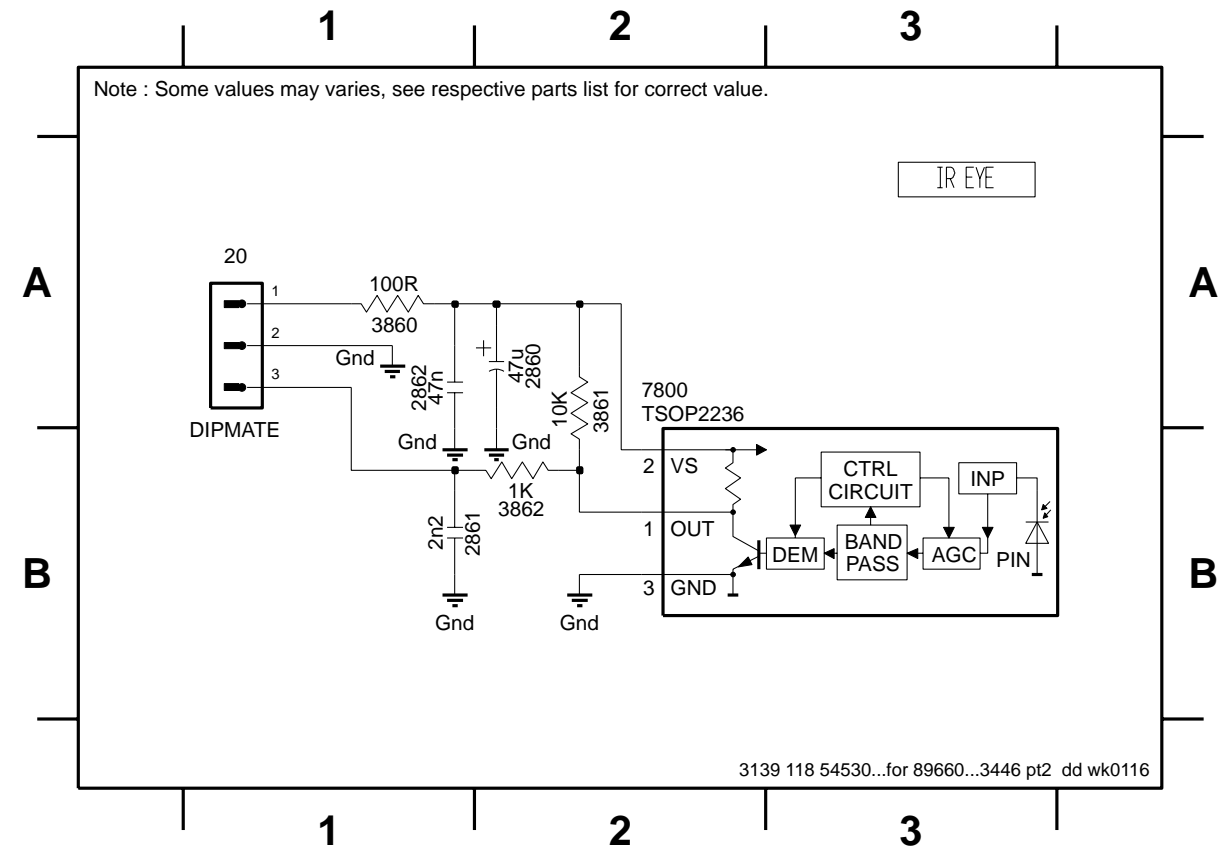 1 2 3
Note : Some values may varies, see respective parts list for correct value.
IR EYE
A A
20
1
100R
3860
2
Gnd
3
DIPMATE
2862
47n
Gnd
47u
2860
Gnd
10K
3861
1K
3862
2n2
2861
Gnd
Gnd
7800
TSOP2236
2 VS
1 OUT
3 GND
CTRL
CIRCUIT
INP
DEM
BAND
PASS
AGC
PIN
B B
3139 118 54530...for 89660...3446 pt2 dd wk0116
1 2 3